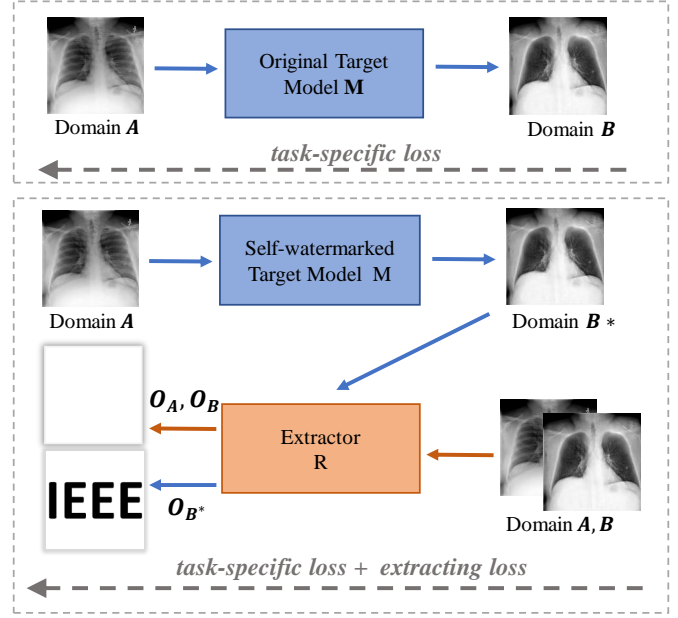 Original Target
Model M
Domain A
Domain B
task-specific loss
Self-watermarked
Target Model M
Domain A
Domain B *
O_A, O_B
Extractor
R
IEEE
O_B*
Domain A, B
task-specific loss + extracting loss